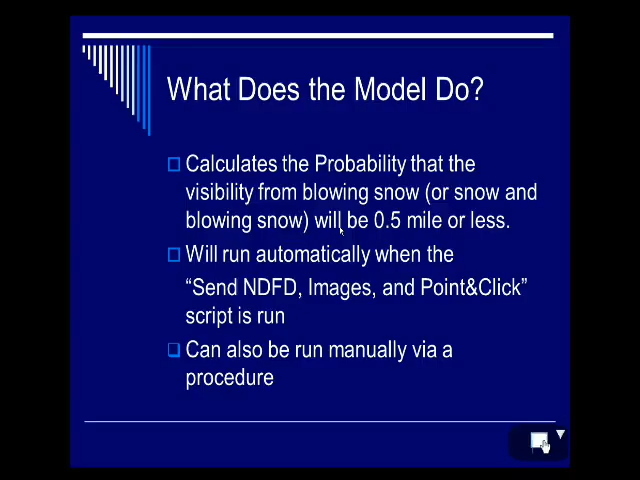 What Does the Model Do?
Calculates the Probability that the
visibility from blowing snow (or snow and
blowing snow) will be 0.5 mile or less.
Will run automatically when the
“Send NDFD, Images, and Point&Click”
script is run
Can also be run manually via a
procedure